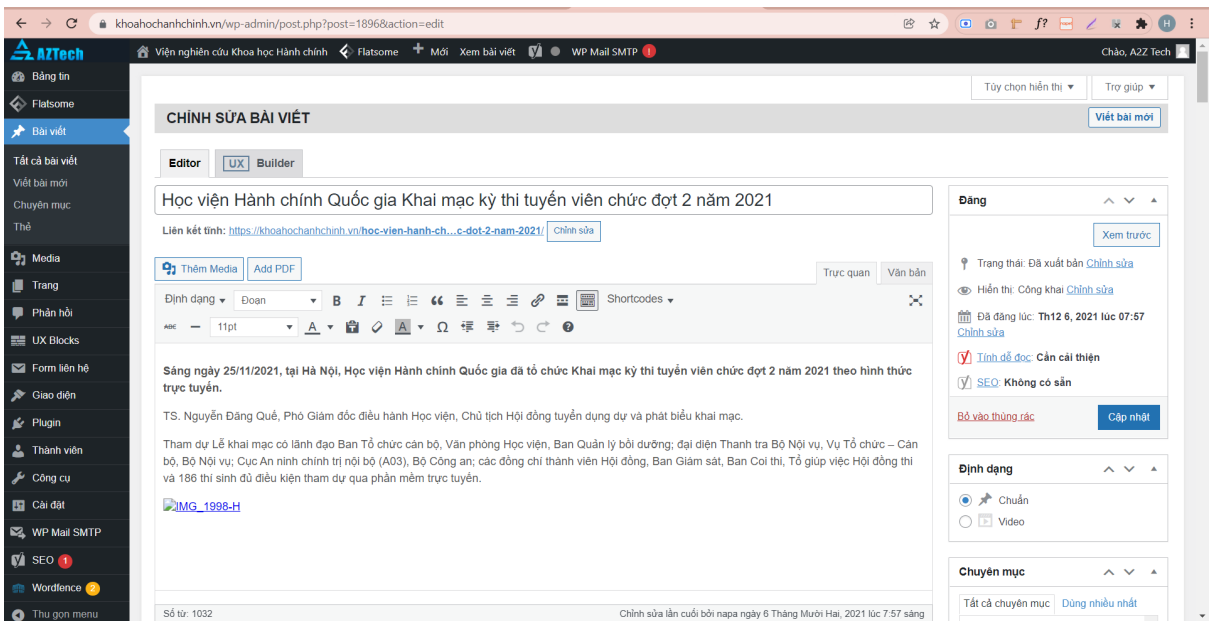 khoahochanhchinh.vn/wp-admin/post.php?post=1896&action=edit
f?
H
AZTech
Viện nghiên cứu Khoa học Hành chính
Flatsome
Mới
Xem bài viết
WP Mail SMTP
!
Chào, A2Z Tech
Bảng tin
Flatsome
Bài viết
Tất cả bài viết
Viết bài mới
Chuyên mục
Thẻ
Media
Trang
Phản hồi
UX Blocks
Form liên hệ
Giao diện
Plugin
Thành viên
Công cụ
Cài đặt
WP Mail SMTP
SEO 1
Wordfence 2
Thu gọn menu
Tùy chọn hiển thị
Trợ giúp
CHỈNH SỬA BÀI VIẾT
Viết bài mới
Editor
UX Builder
Học viện Hành chính Quốc gia Khai mạc kỳ thi tuyển viên chức đợt 2 năm 2021
Liên kết tĩnh: https://khoahochanhchinh.vn/hoc-vien-hanh-ch…c-dot-2-nam-2021/ Chỉnh sửa
Thêm Media
Add PDF
Trực quan
Văn bản
Định dạng
Đoạn
B
I
Shortcodes
ABC
11pt
A
A
Ω
Sáng ngày 25/11/2021, tại Hà Nội, Học viện Hành chính Quốc gia đã tổ chức Khai mạc kỳ thi tuyển viên chức đợt 2 năm 2021 theo hình thức
trực tuyến.
TS. Nguyễn Đăng Quế, Phó Giám đốc điều hành Học viện, Chủ tịch Hội đồng tuyển dụng dự và phát biểu khai mạc.
Tham dự Lễ khai mạc có lãnh đạo Ban Tổ chức cán bộ, Văn phòng Học viện, Ban Quản lý bồi dưỡng; đại diện Thanh tra Bộ Nội vụ, Vụ Tổ chức – Cán
bộ, Bộ Nội vụ; Cục An ninh chính trị nội bộ (A03), Bộ Công an; các đồng chí thành viên Hội đồng, Ban Giám sát, Ban Coi thi, Tổ giúp việc Hội đồng thi
và 186 thí sinh đủ điều kiện tham dự qua phần mềm trực tuyến.
IMG_1998-H
Số từ: 1032
Chỉnh sửa lần cuối bởi napa ngày 6 Tháng Mười Hai, 2021 lúc 7:57 sáng
Đăng
Xem trước
Trạng thái: Đã xuất bản Chỉnh sửa
Hiển thị: Công khai Chỉnh sửa
Đã đăng lúc: Th12 6, 2021 lúc 07:57
Chỉnh sửa
Tính dễ đọc: Cần cải thiện
SEO: Không có sẵn
Bỏ vào thùng rác
Cập nhật
Định dạng
Chuẩn
Video
Chuyên mục
Tất cả chuyên mục
Dùng nhiều nhất